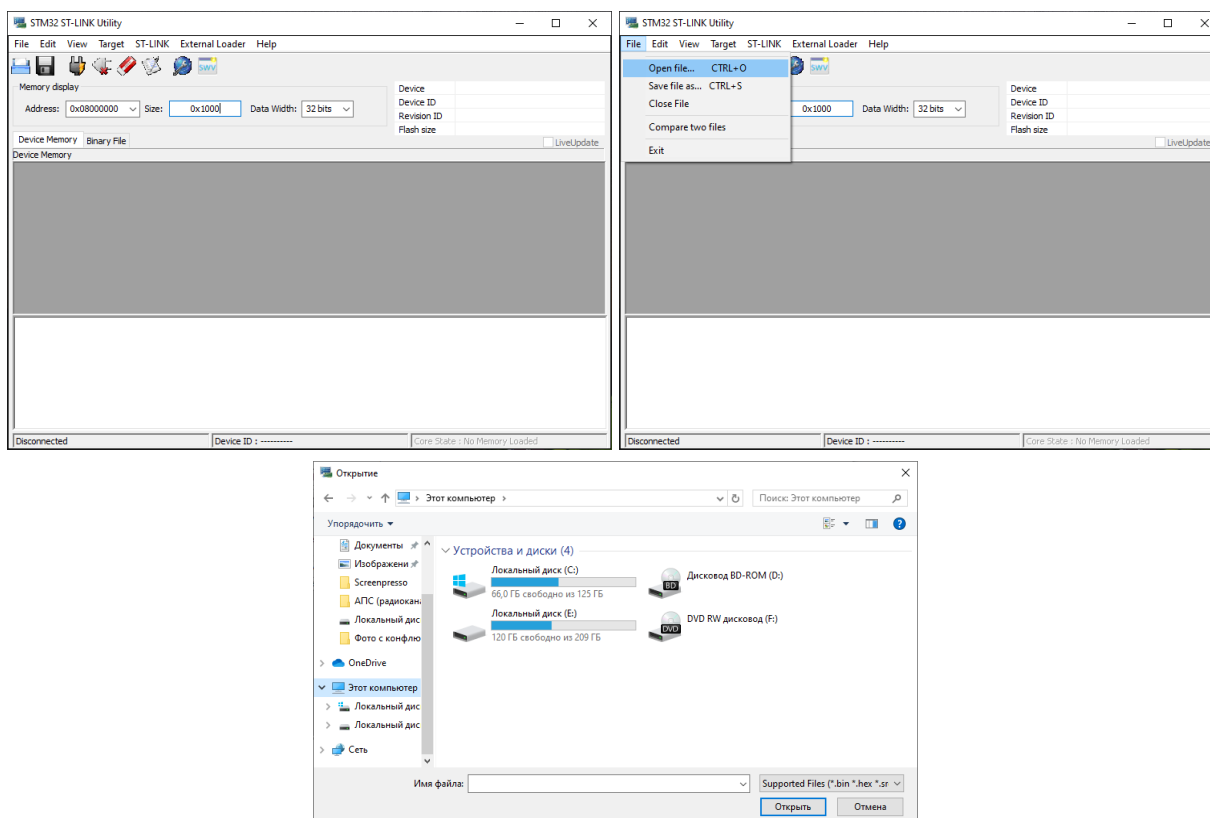 STM32 ST-LINK Utility
File Edit View Target ST-LINK External Loader Help
SWV
Memory display
Address: 0x08000000 Size: 0x1000 Data Width: 32 bits
Device
Device ID
Revision ID
Flash size
Device Memory Binary File
LiveUpdate
Device Memory
Disconnected
Device ID : ----------
Core State : No Memory Loaded
STM32 ST-LINK Utility
File Edit View Target ST-LINK External Loader Help
Open file... CTRL+O
Save file as... CTRL+S
Close File
Compare two files
Exit
SWV
0x1000 Data Width: 32 bits
Device
Device ID
Revision ID
Flash size
LiveUpdate
Disconnected
Device ID : ----------
Core State : No Memory Loaded
Открытие
Этот компьютер
Поиск: Этот компьютер
Упорядочить
Документы
Изображени
Screenpresso
АПС (радиокан
Локальный дис
Фото с конфлю
OneDrive
Этот компьютер
Локальный дис
Локальный дис
Сеть
Устройства и диски (4)
Локальный диск (C:)
66,0 ГБ свободно из 125 ГБ
Дисковод BD-ROM (D:)
BD
Локальный диск (E:)
120 ГБ свободно из 209 ГБ
DVD RW дисковод (F:)
DVD
Имя файла:
Supported Files (*.bin *.hex *.sr
Открыть
Отмена